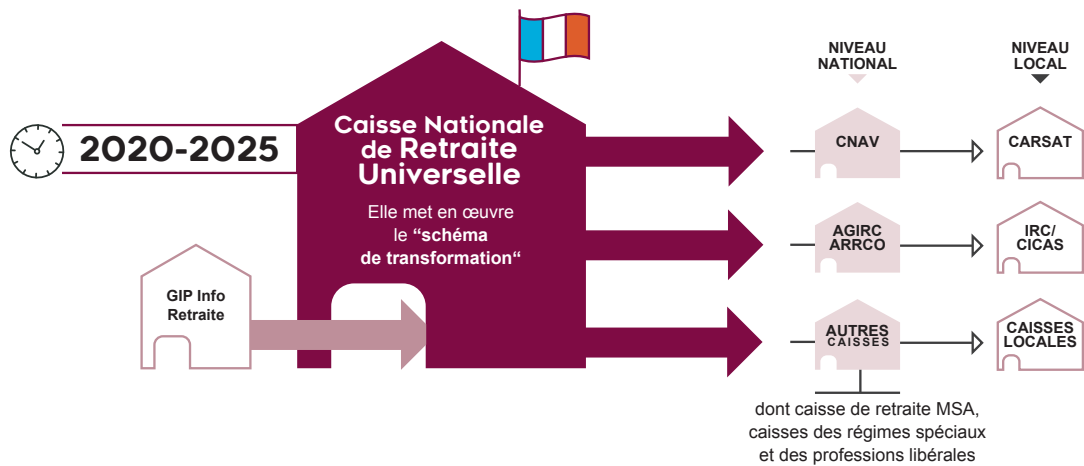 2020-2025
Caisse Nationale
de Retraite
Universelle
Elle met en œuvre
le “schéma
de transformation“
GIP Info
Retraite
NIVEAU
NATIONAL
NIVEAU
LOCAL
CNAV
CARSAT
AGIRC
ARRCO
IRC/
CICAS
AUTRES
CAISSES
CAISSES
LOCALES
dont caisse de retraite MSA,
caisses des régimes spéciaux
et des professions libérales